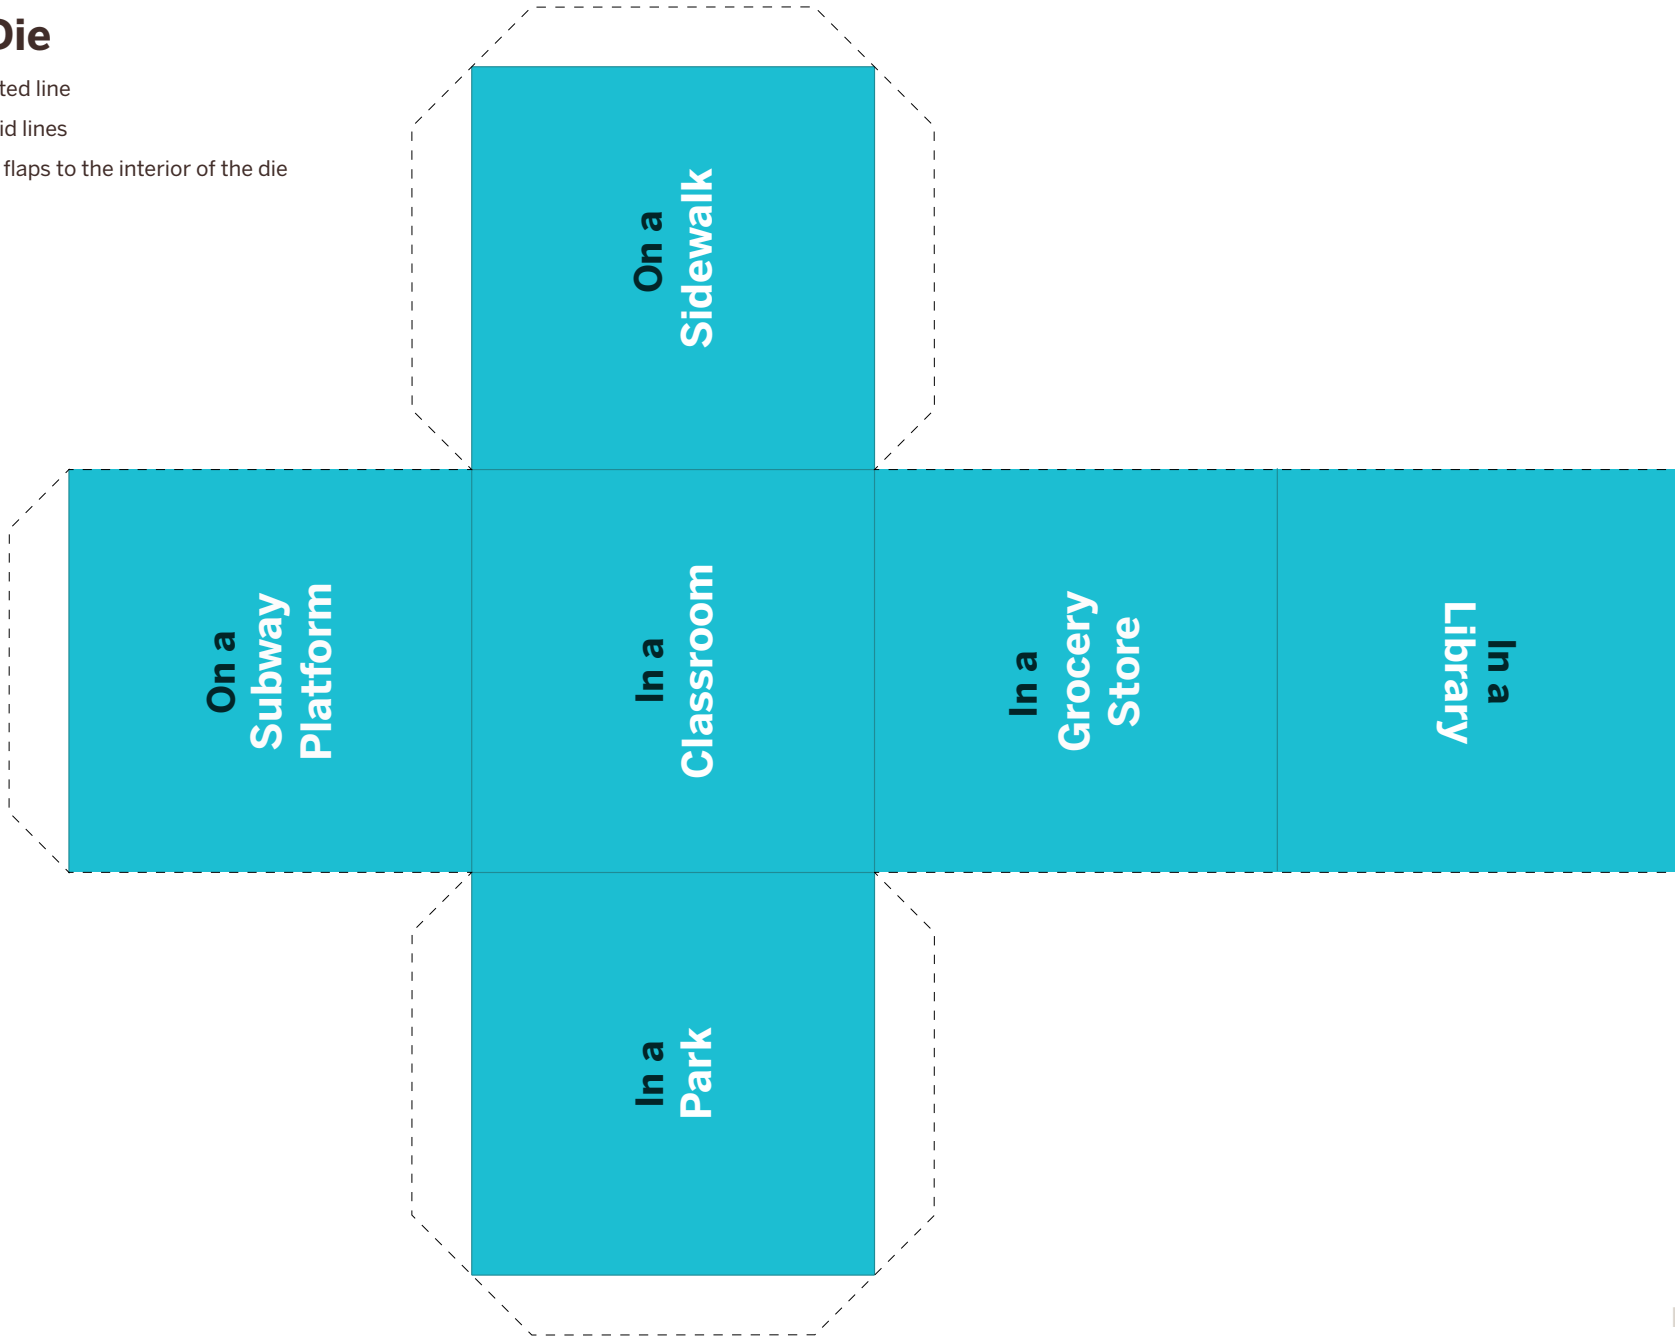 Die
ted line
id lines
flaps to the interior of the die
On a
Sidewalk
On a
Subway
Platform
In a
Classroom
In a
Grocery
Store
In a
Library
In a
Park